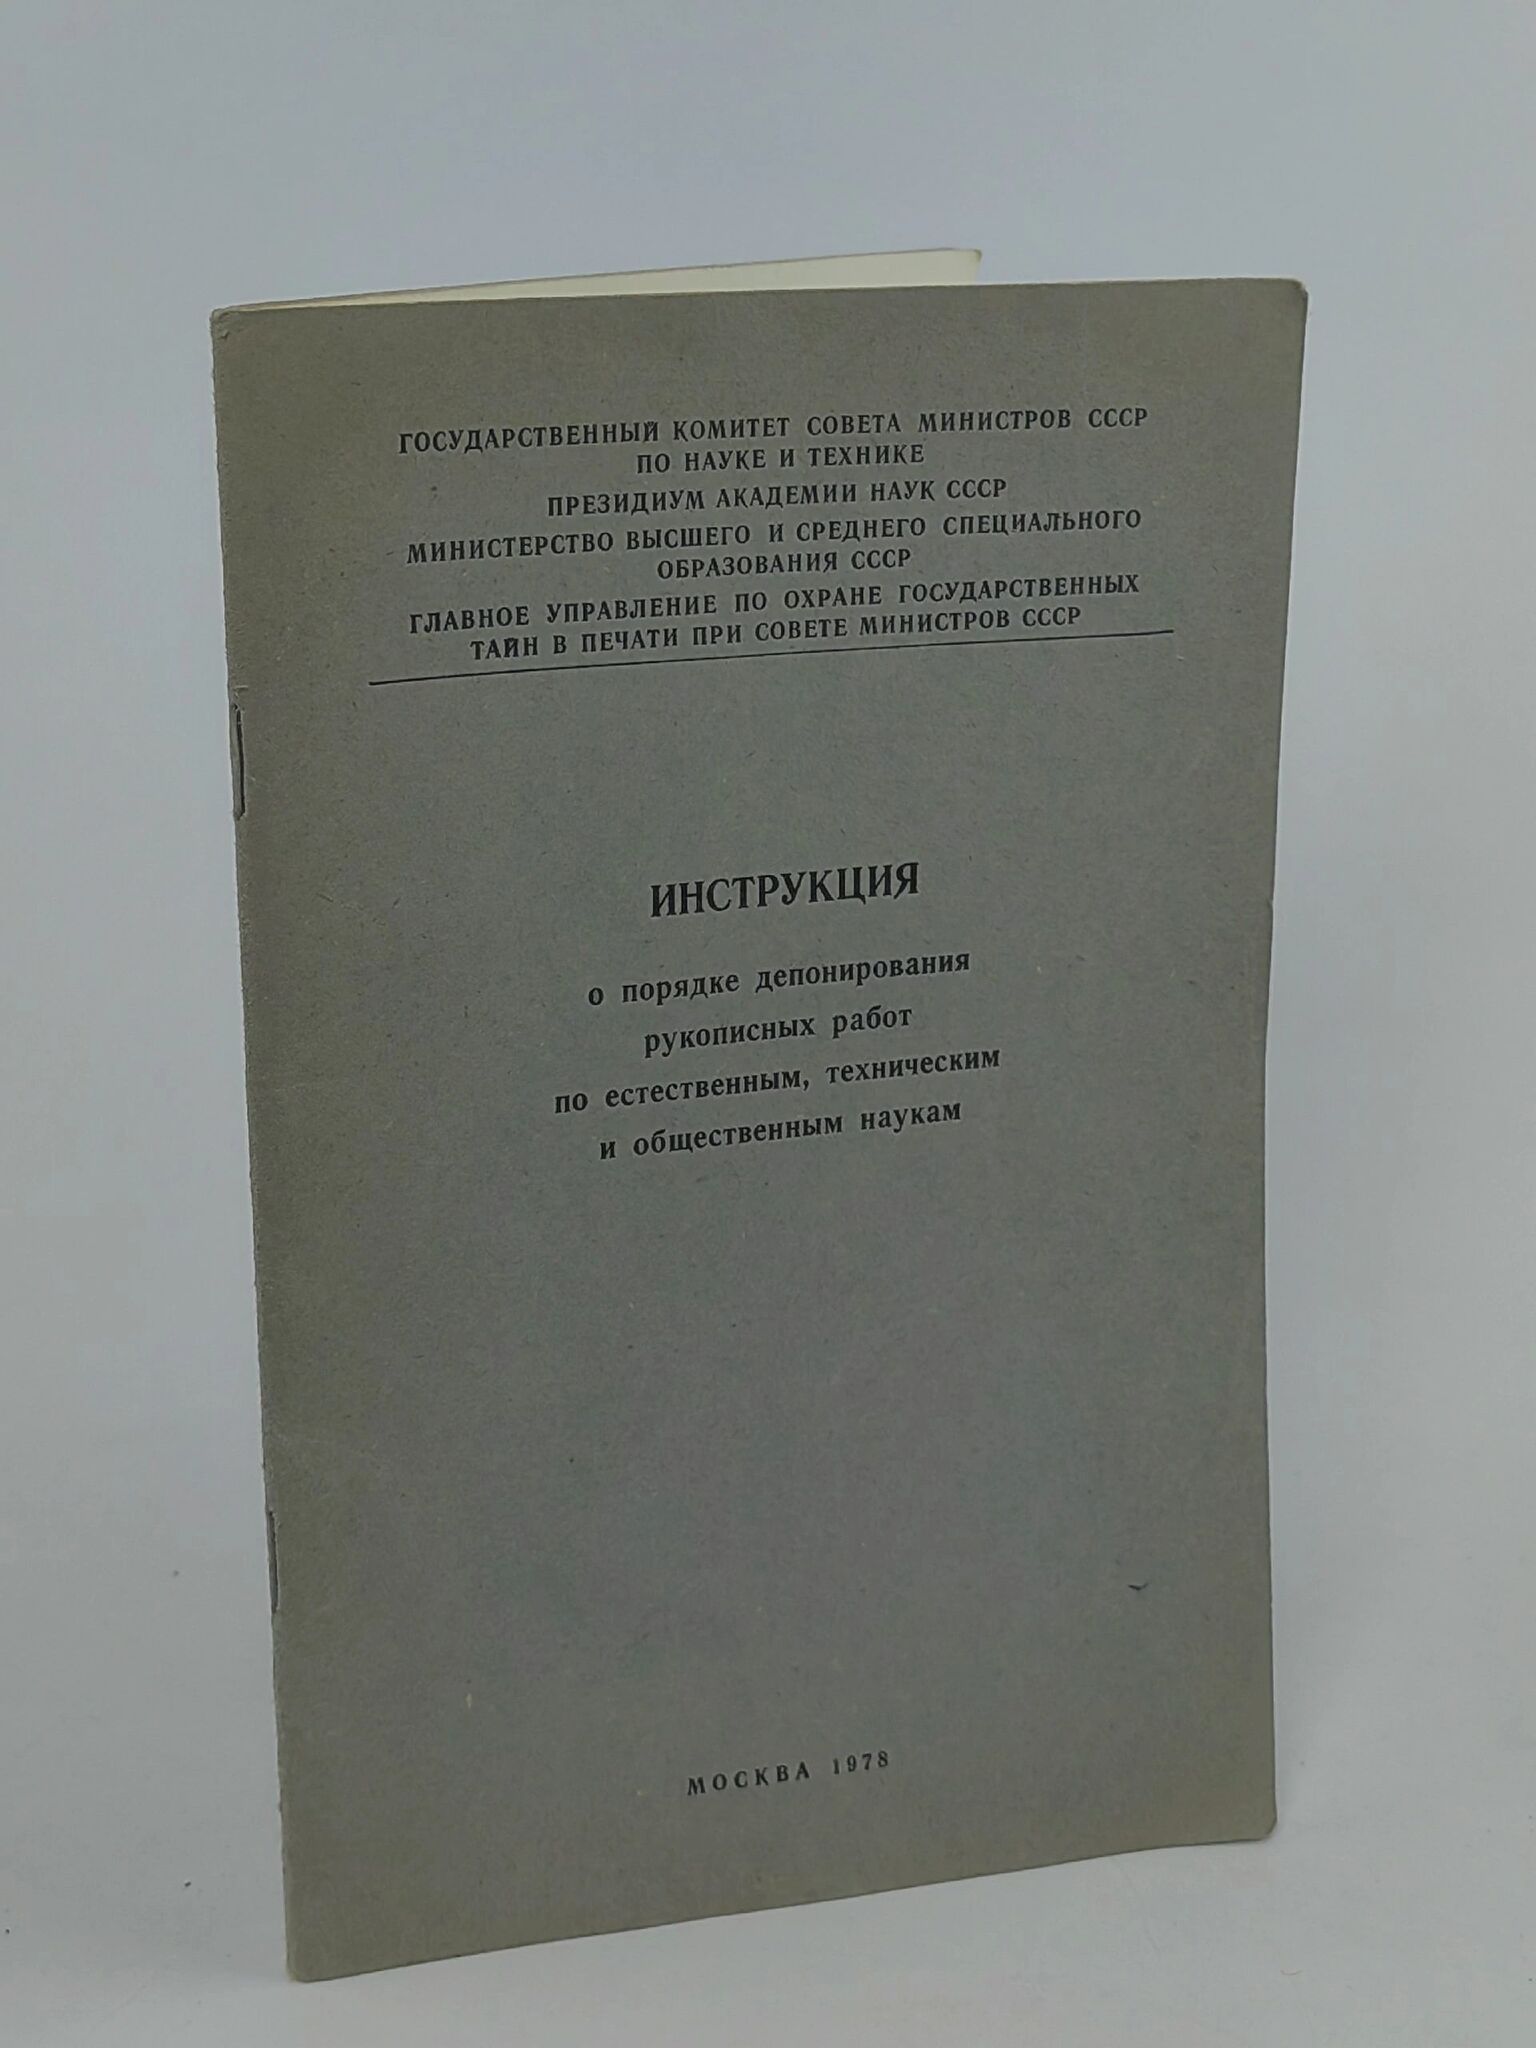 ГОСУДАРСТВЕННЫЙ КОМИТЕТ СОВЕТА МИНИСТРОВ СССР
ПО НАУКЕ И ТЕХНИКЕ
ПРЕЗИДИУМ АКАДЕМИИ НАУК СССР
МИНИСТЕРСТВО ВЫСШЕГО И СРЕДНЕГО СПЕЦИАЛЬНОГО
ОБРАЗОВАНИЯ СССР
ГЛАВНОЕ УПРАВЛЕНИЕ ПО ОХРАНЕ ГОСУДАРСТВЕННЫХ
ТАЙН В ПЕЧАТИ ПРИ СОВЕТЕ МИНИСТРОВ СССР
ИНСТРУКЦИЯ
о порядке депонирования
рукописных работ
по естественным, техническим
и общественным наукам
МОСКВА 1978